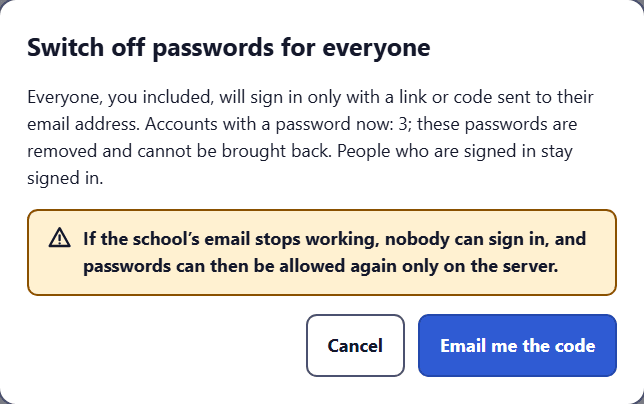 Switch off passwords for everyone
Everyone, you included, will sign in only with a link or code sent to their
email address. Accounts with a password now: 3; these passwords are
removed and cannot be brought back. People who are signed in stay
signed in.
If the school’s email stops working, nobody can sign in, and
passwords can then be allowed again only on the server.
Cancel
Email me the code